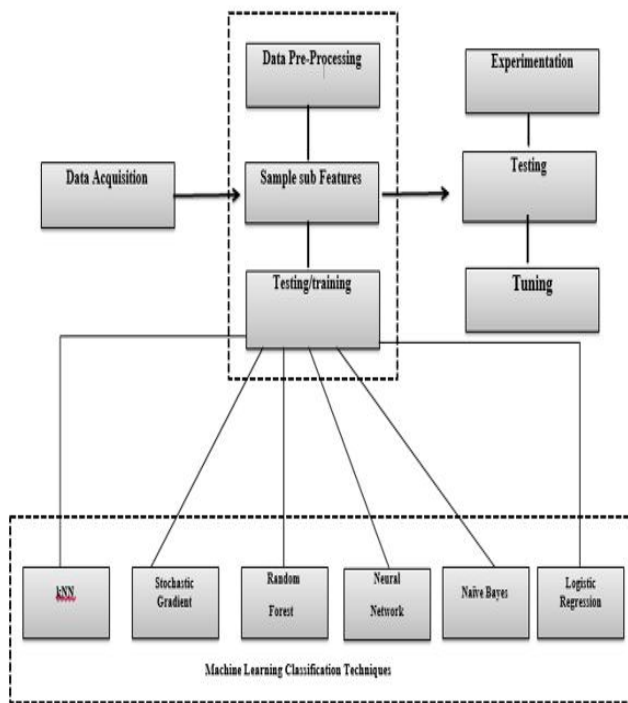 Data Pre-Processing
Experimentation
Data Acquisition
Sample sub Features
Testing
Testing/training
Tuning
kNN
Stochastic
Gradient
Random
Forest
Neural
Network
Naïve Bayes
Logistic
Regression
Machine Learning Classification Techniques